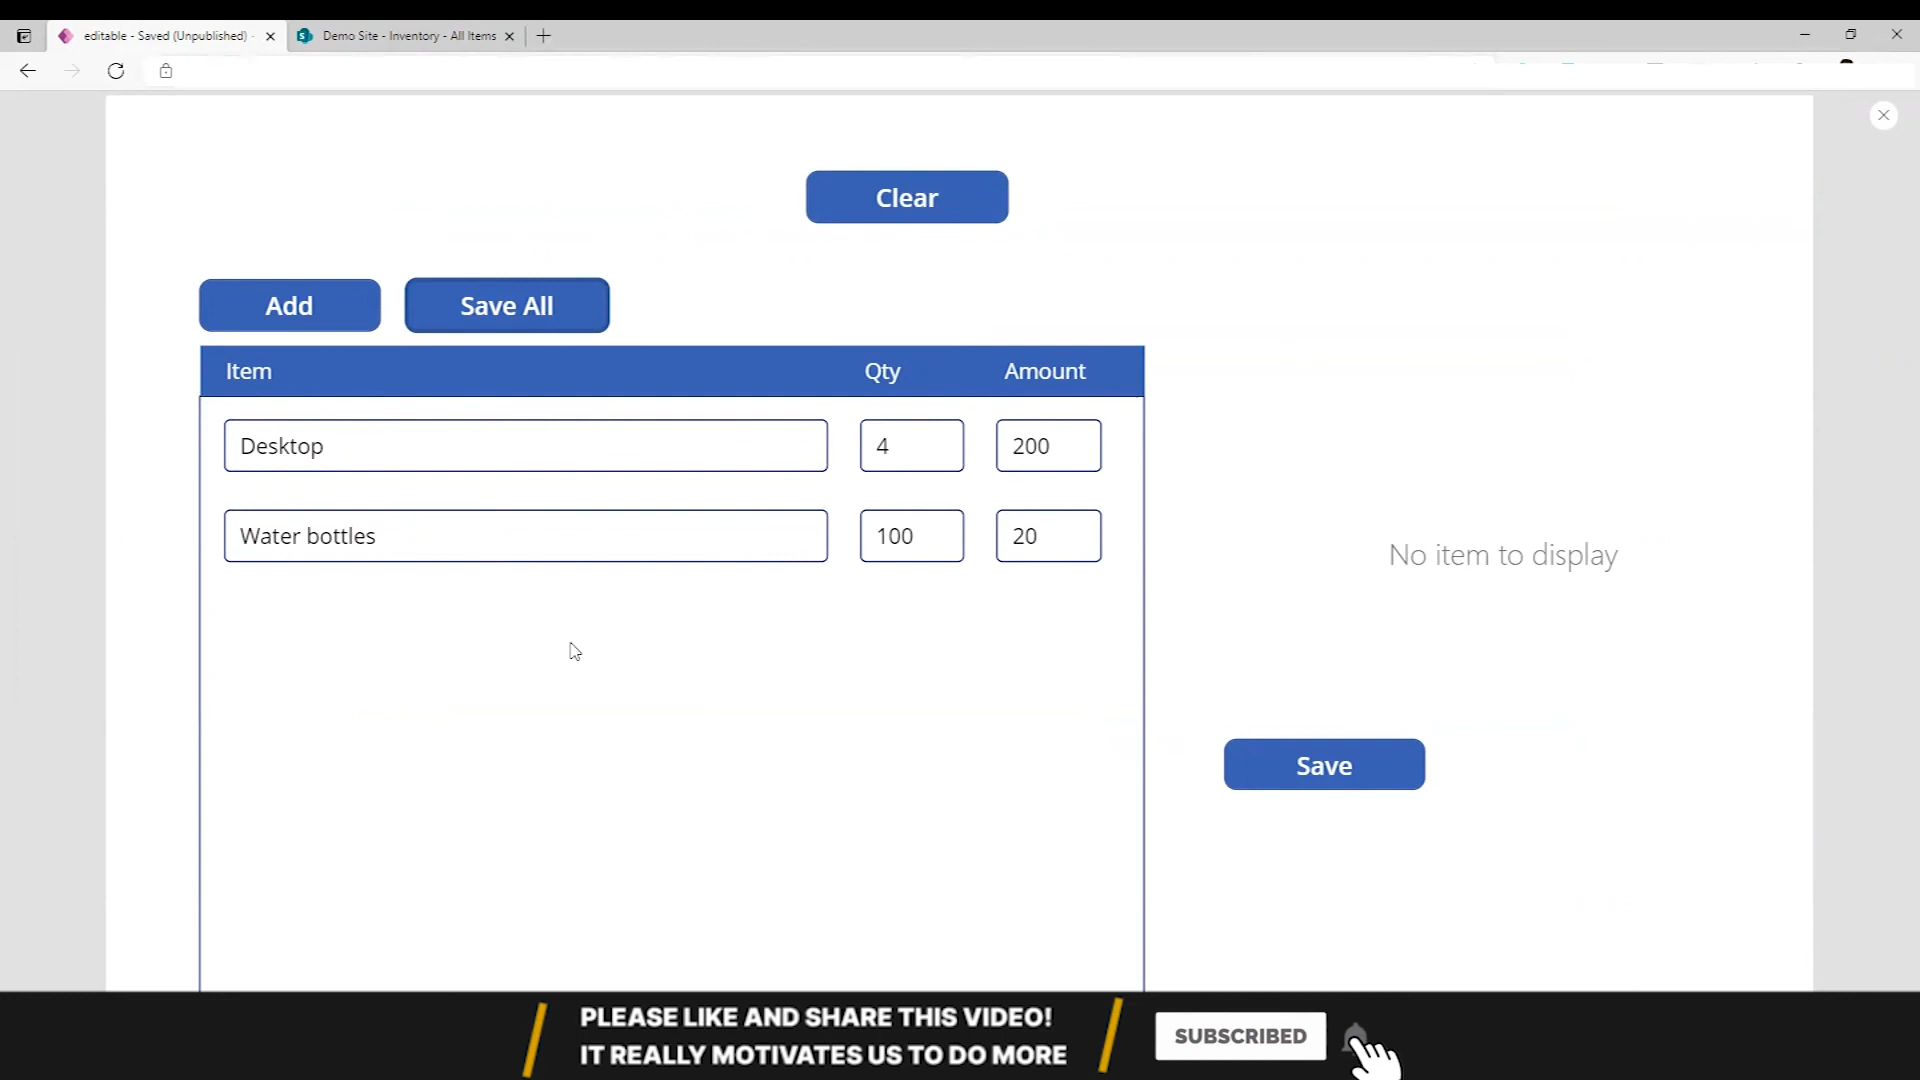 editable - Saved (Unpublished) -
Demo Site - Inventory - All Items
Clear
Add
Save All
Item Qty Amount
Desktop 4 200
Water bottles 100 20
No item to display
Save
PLEASE LIKE AND SHARE THIS VIDEO!
IT REALLY MOTIVATES US TO DO MORE
SUBSCRIBED